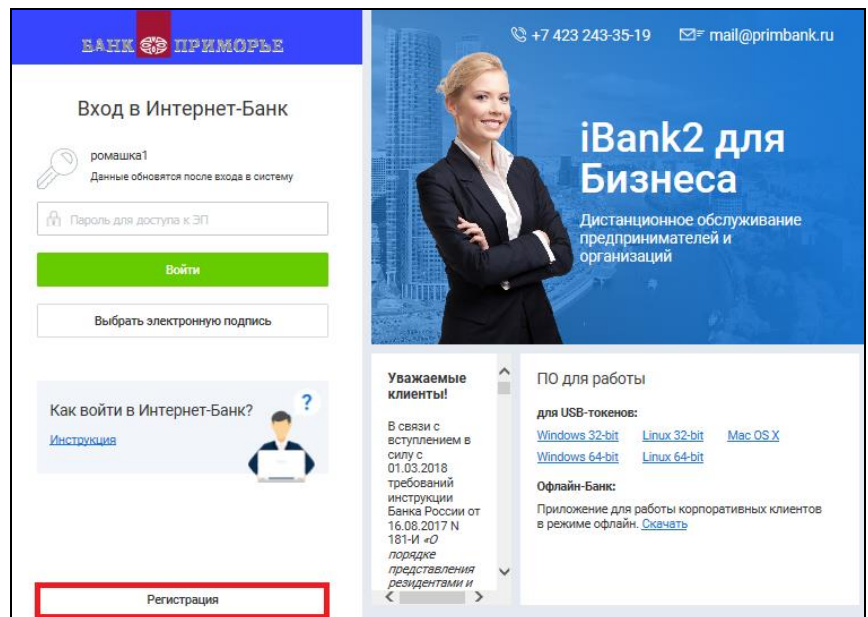 БАНК ПРИМОРЬЕ
Вход в Интернет-Банк
ромашка1
Данные обновятся после входа в систему
Пароль для доступа к ЭП
Войти
Выбрать электронную подпись
Как войти в Интернет-Банк?
?
Инструкция
Регистрация
+7 423 243-35-19 mail@primbank.ru
iBank2 для
Бизнеса
Дистанционное обслуживание
предпринимателей и
организаций
Уважаемые
клиенты!
В связи с
вступлением в
силу с
01.03.2018
требований
инструкции
Банка России от
16.08.2017 N
181-И «О
порядке
представления
резидентами и
ПО для работы
для USB-токенов:
Windows 32-bit Linux 32-bit Mac OS X
Windows 64-bit Linux 64-bit
Офлайн-Банк:
Приложение для работы корпоративных клиентов
в режиме офлайн. Скачать